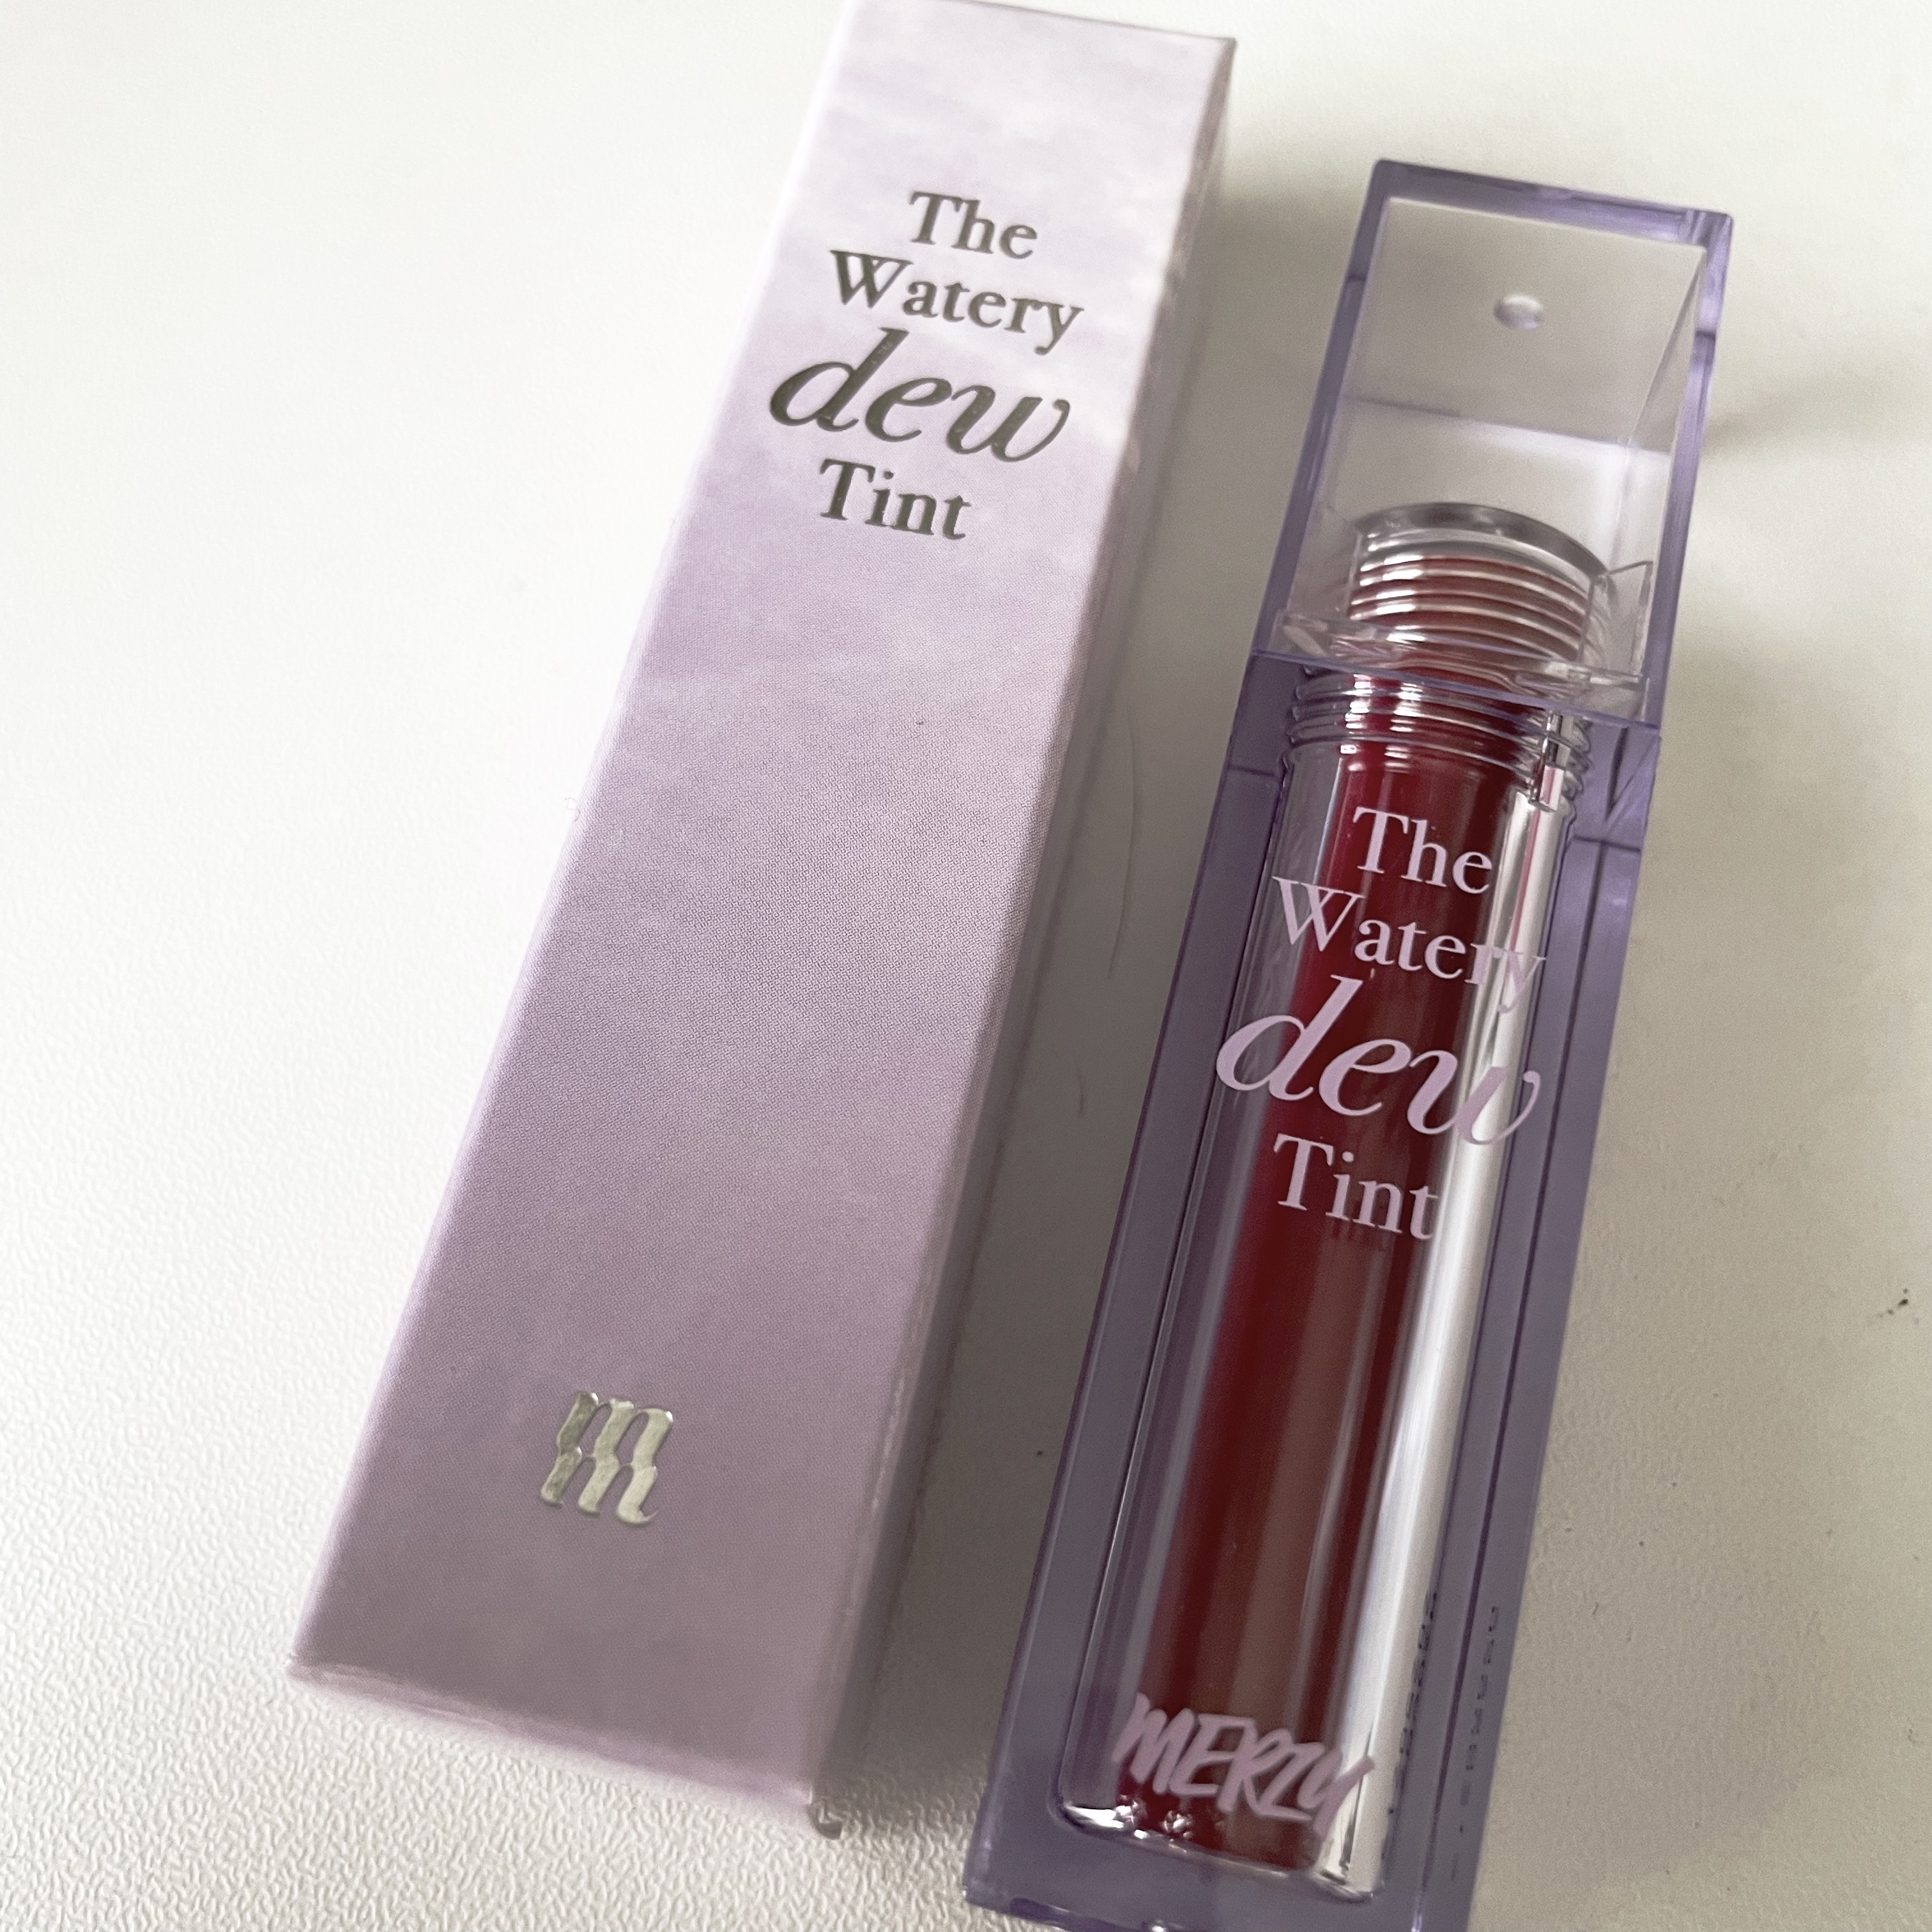 The
Watery
dew
Tint
m
The
Watery
dew
Tint
MERZY